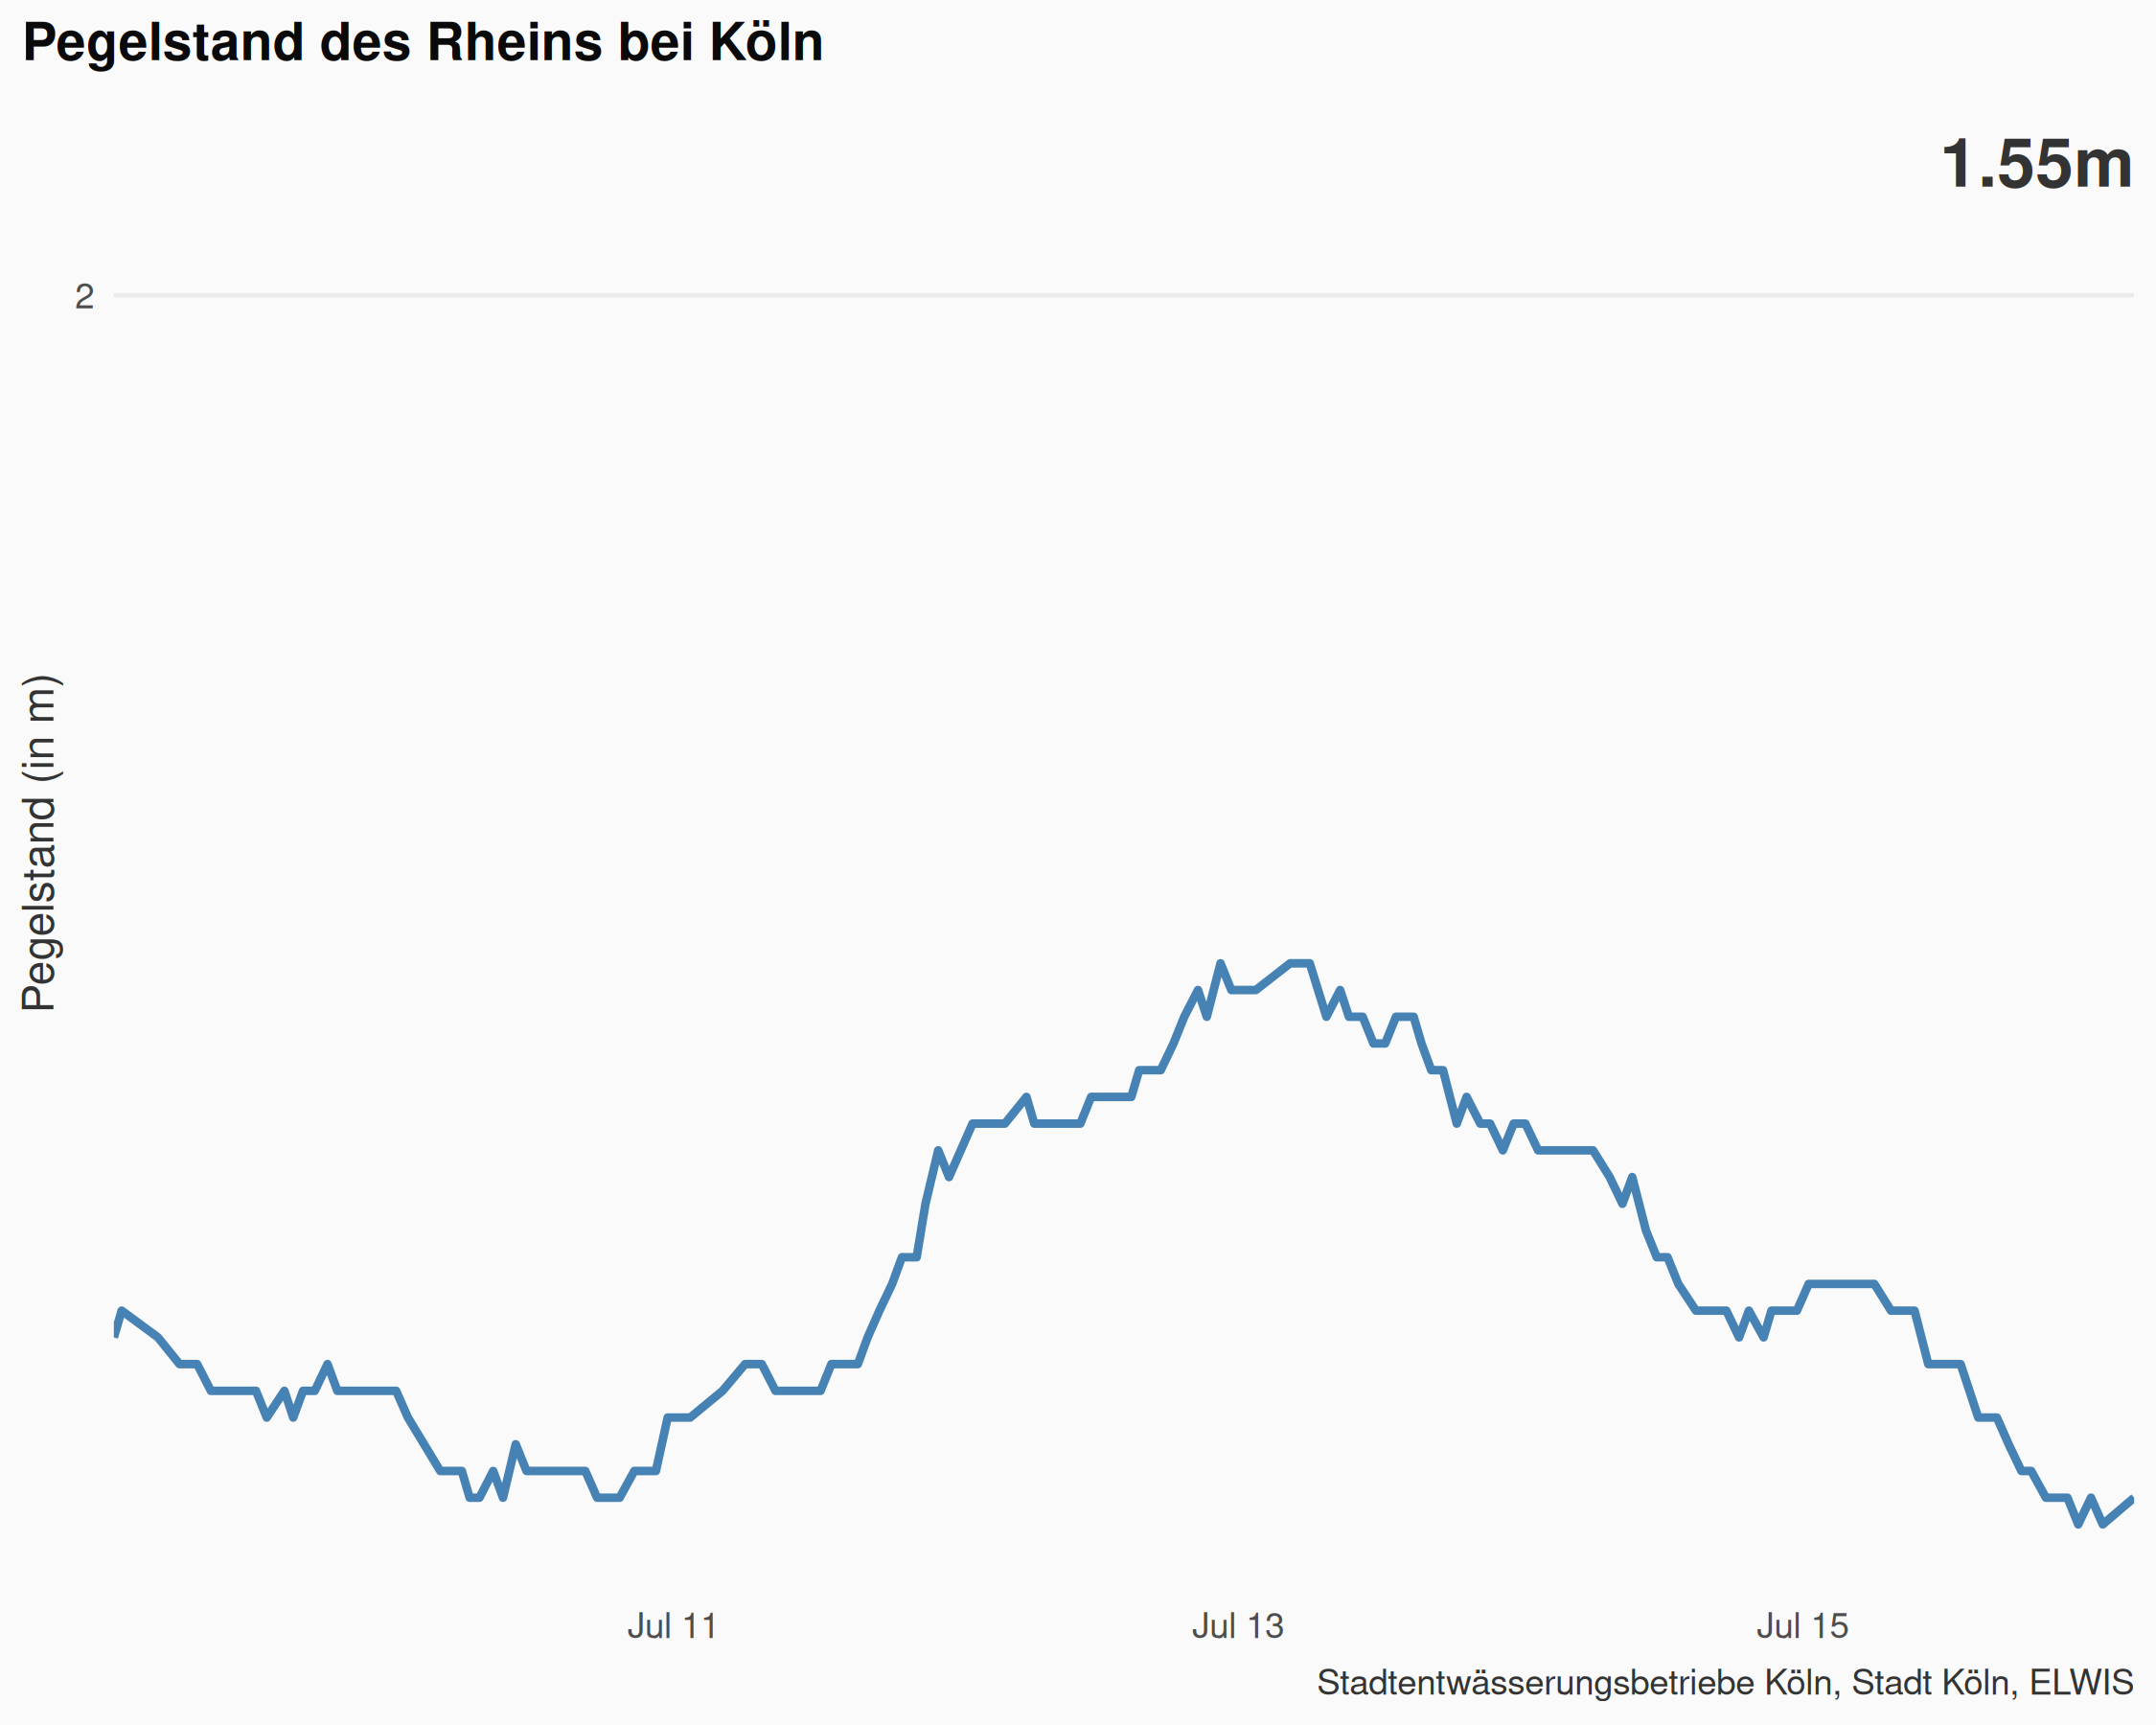 Pegelstand des Rheins bei Köln
1.55m
2
Pegelstand (in m)
Jul 11
Jul 13
Jul 15
Stadtentwässerungsbetriebe Köln, Stadt Köln, ELWIS